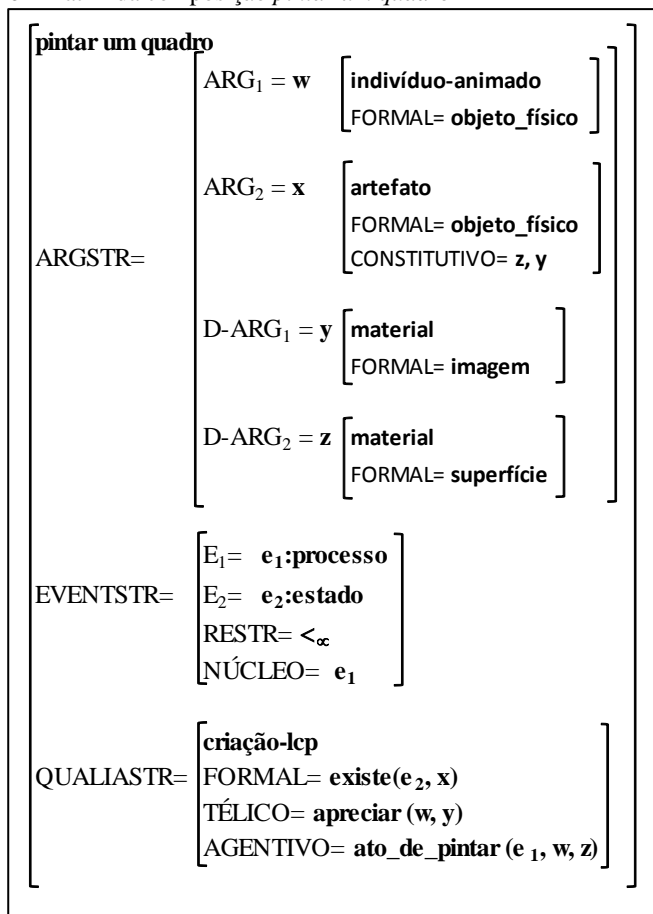 pintar um quadro
ARG₁ = w indivíduo-animado
FORMAL= objeto_físico
ARG₂ = x artefato
FORMAL= objeto_físico
ARGSTR= CONSTITUTIVO= z, y
D-ARG₁ = y material
FORMAL= imagem
D-ARG₂ = z material
FORMAL= superfície
E₁= e₁:processo
EVENTSTR= E₂= e₂:estado
RESTR= <∝
NÚCLEO= e₁
criação-lcp
QUALIASTR= FORMAL= existe(e₂, x)
TÉLICO= apreciar (w, y)
AGENTIVO= ato_de_pintar (e₁, w, z)